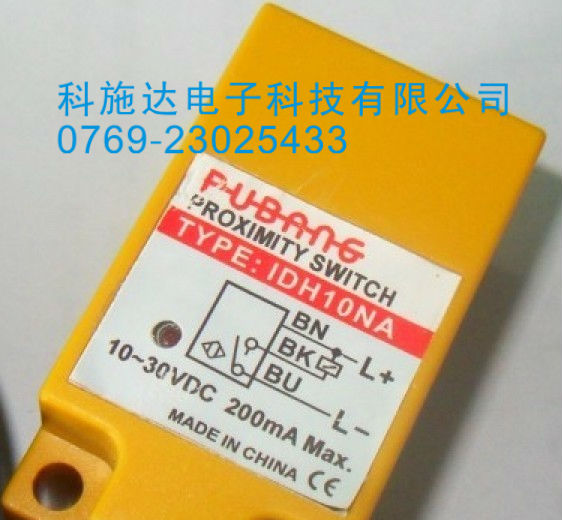 科施达电子科技有限公司
0769-23025433
FUBANG
PROXIMITY SWITCH
TYPE: IDH10NA
BN
BK
L+
BU
L-
10~30VDC 200mA Max.
MADE IN CHINA CE